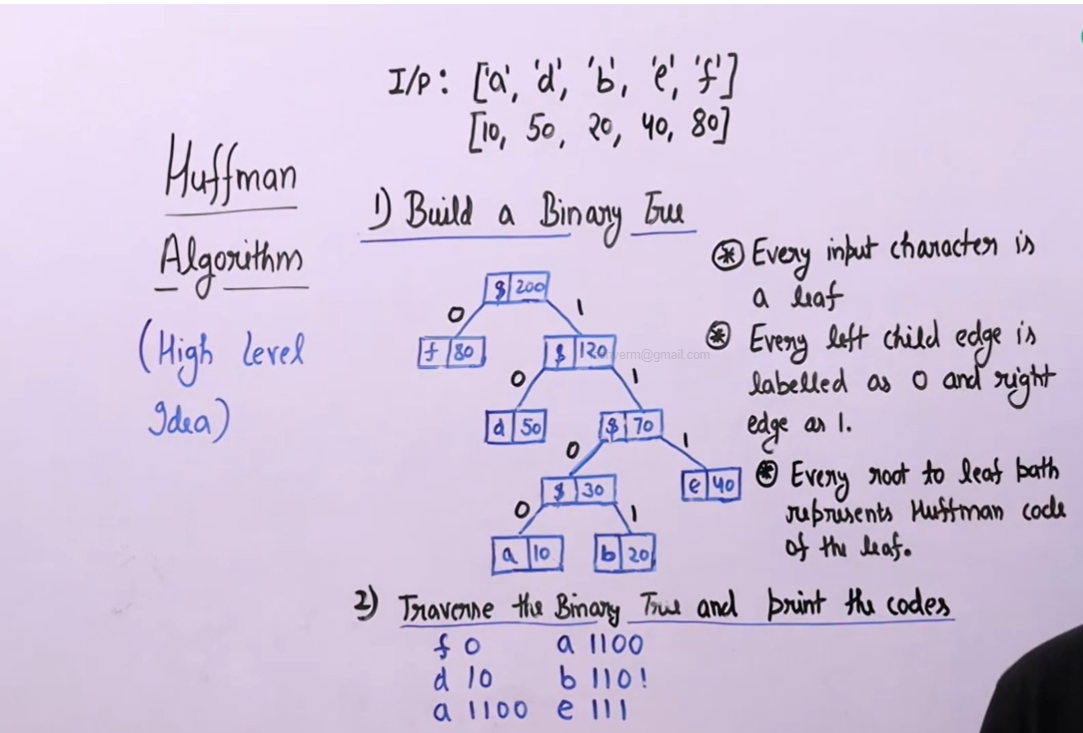 I/P: ['a', 'd', 'b', 'e', 'f']
[10, 50, 20, 40, 80]
Huffman
Algorithm
(High Level
Idea)
1) Build a Binary Tree
$ 200
0 1
f 80 $ 120
0 1
d 50 $ 70
0 1
$ 30 e 40
0 1
a 10 b 20
* Every input character is
a leaf
* Every left child edge is
labelled as 0 and right
edge as 1.
* Every root to leaf path
represents Huffman code
of the leaf.
2) Traverse the Binary Tree and print the codes
f 0 a 1100
d 10 b 110!
a 1100 e 111
verm@gmail.com